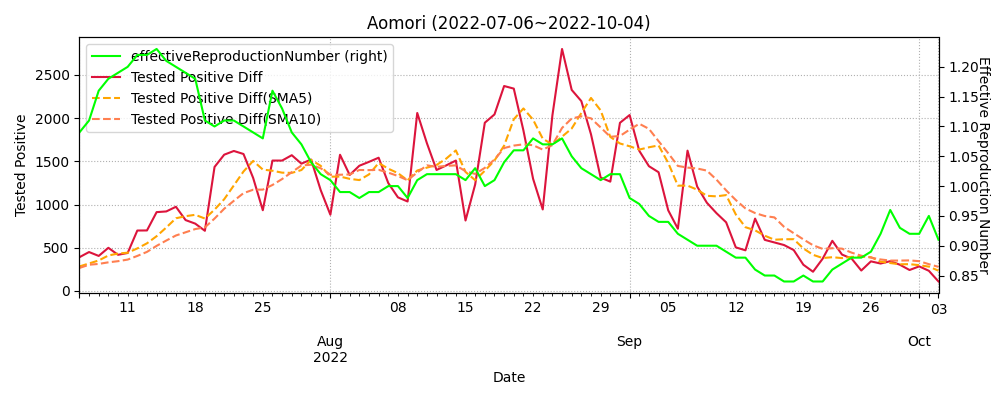 Aomori (2022-07-06~2022-10-04)
effectiveReproductionNumber (right)
Tested Positive Diff
Tested Positive Diff(SMA5)
Tested Positive Diff(SMA10)
Tested Positive
2500
2000
1500
1000
500
0
1.20
1.15
1.10
1.05
1.00
0.95
0.90
0.85
Effective Reproduction Number
11 18 25 08 15 22 29 05 12 19 26 03
Aug Sep Oct
2022
Date